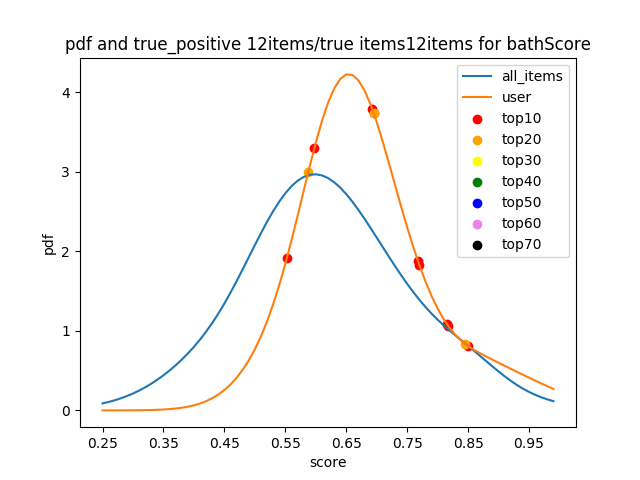 pdf and true_positive 12items/true items12items for bathScore
all_items
user
top10
top20
top30
top40
top50
top60
top70
pdf
4
3
2
1
0
0.25 0.35 0.45 0.55 0.65 0.75 0.85 0.95
score